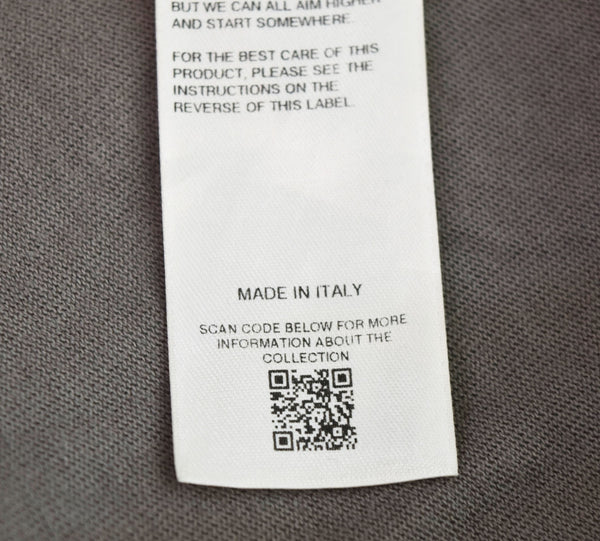 BUT WE CAN ALL AIM HIGHER
AND START SOMEWHERE.
FOR THE BEST CARE OF THIS
PRODUCT, PLEASE SEE THE
INSTRUCTIONS ON THE
REVERSE OF THIS LABEL.
MADE IN ITALY
SCAN CODE BELOW FOR MORE
INFORMATION ABOUT THE
COLLECTION